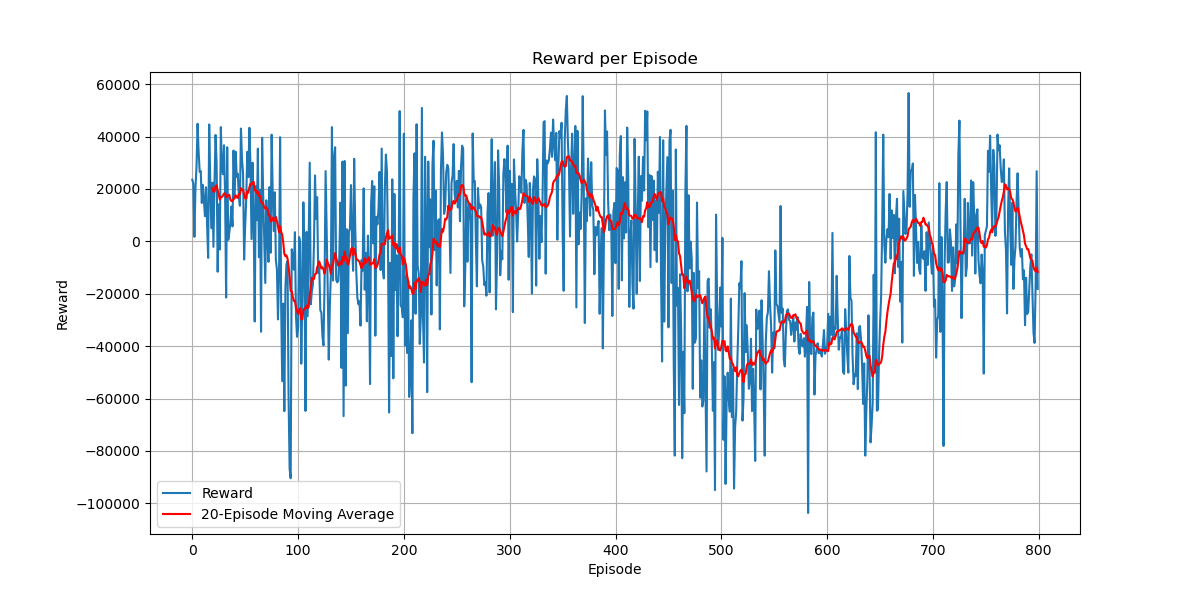 Reward per Episode
60000
40000
20000
0
−20000
−40000
−60000
−80000
−100000
Reward
Reward
20-Episode Moving Average
0 100 200 300 400 500 600 700 800
Episode